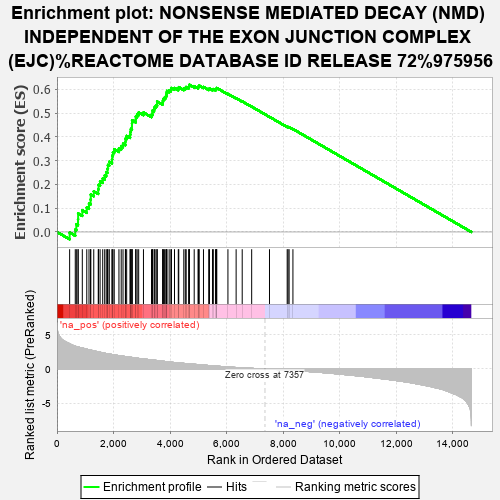 Enrichment plot: NONSENSE MEDIATED DECAY (NMD)
INDEPENDENT OF THE EXON JUNCTION COMPLEX
(EJC)%REACTOME DATABASE ID RELEASE 72%975956
Enrichment score (ES)
0.6
0.5
0.4
0.3
0.2
0.1
0.0
'na_pos' (positively correlated)
Ranked list metric (PreRanked)
5
0
-5
Zero cross at 7357
'na_neg' (negatively correlated)
0
2,000
4,000
6,000
8,000
10,000
12,000
14,000
Rank in Ordered Dataset
Enrichment profile
Hits
Ranking metric scores